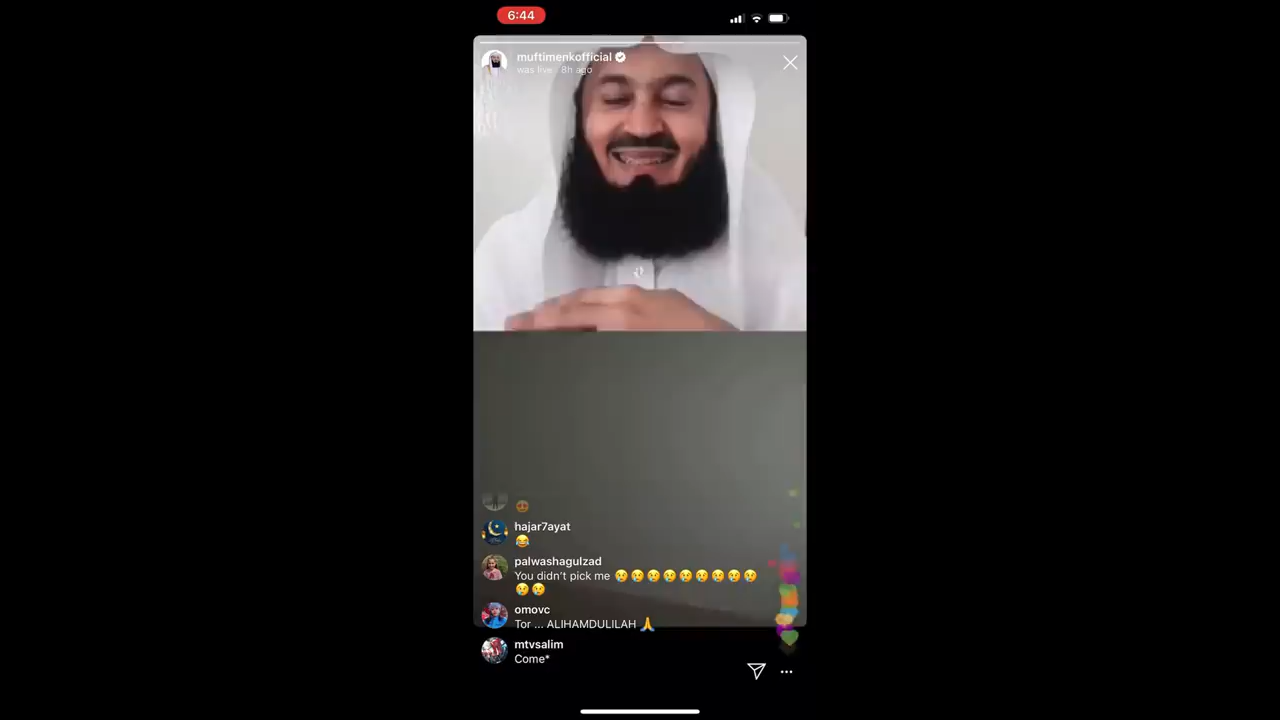 6:44
muftimenkofficial
was live · 8h ago
hajar7ayat
😂
palwashagulzad
You didn't pick me 😢😢😢😢😢😢😢😢😢
😢😢
omovc
Tor ... ALIHAMDULILAH 🙏
mtvsalim
Come*